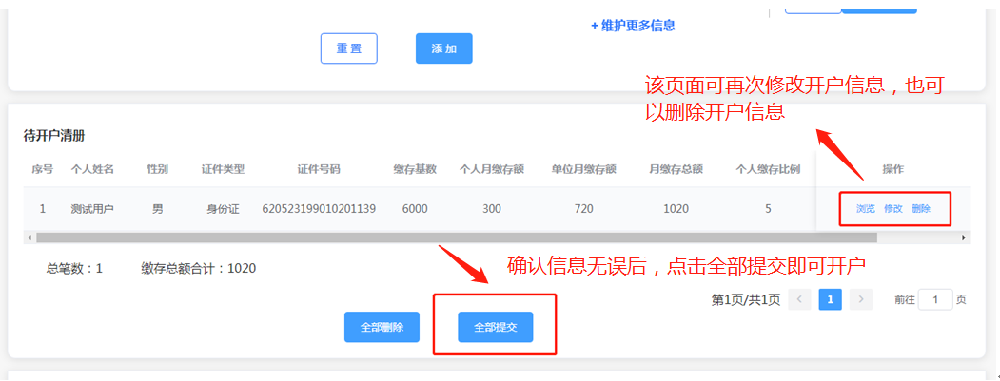 + 维护更多信息
重 置
添 加
该页面可再次修改开户信息，也可
以删除开户信息
待开户清册
序号 个人姓名 性别 证件类型 证件号码 缴存基数 个人月缴存额 单位月缴存额 月缴存总额 个人缴存比例 操作
1 测试用户 男 身份证 620523199010201139 6000 300 720 1020 5 浏览 修改 删除
总笔数：1 缴存总额合计：1020
确认信息无误后，点击全部提交即可开户
第1页/共1页 1 前往 1 页
全部删除 全部提交